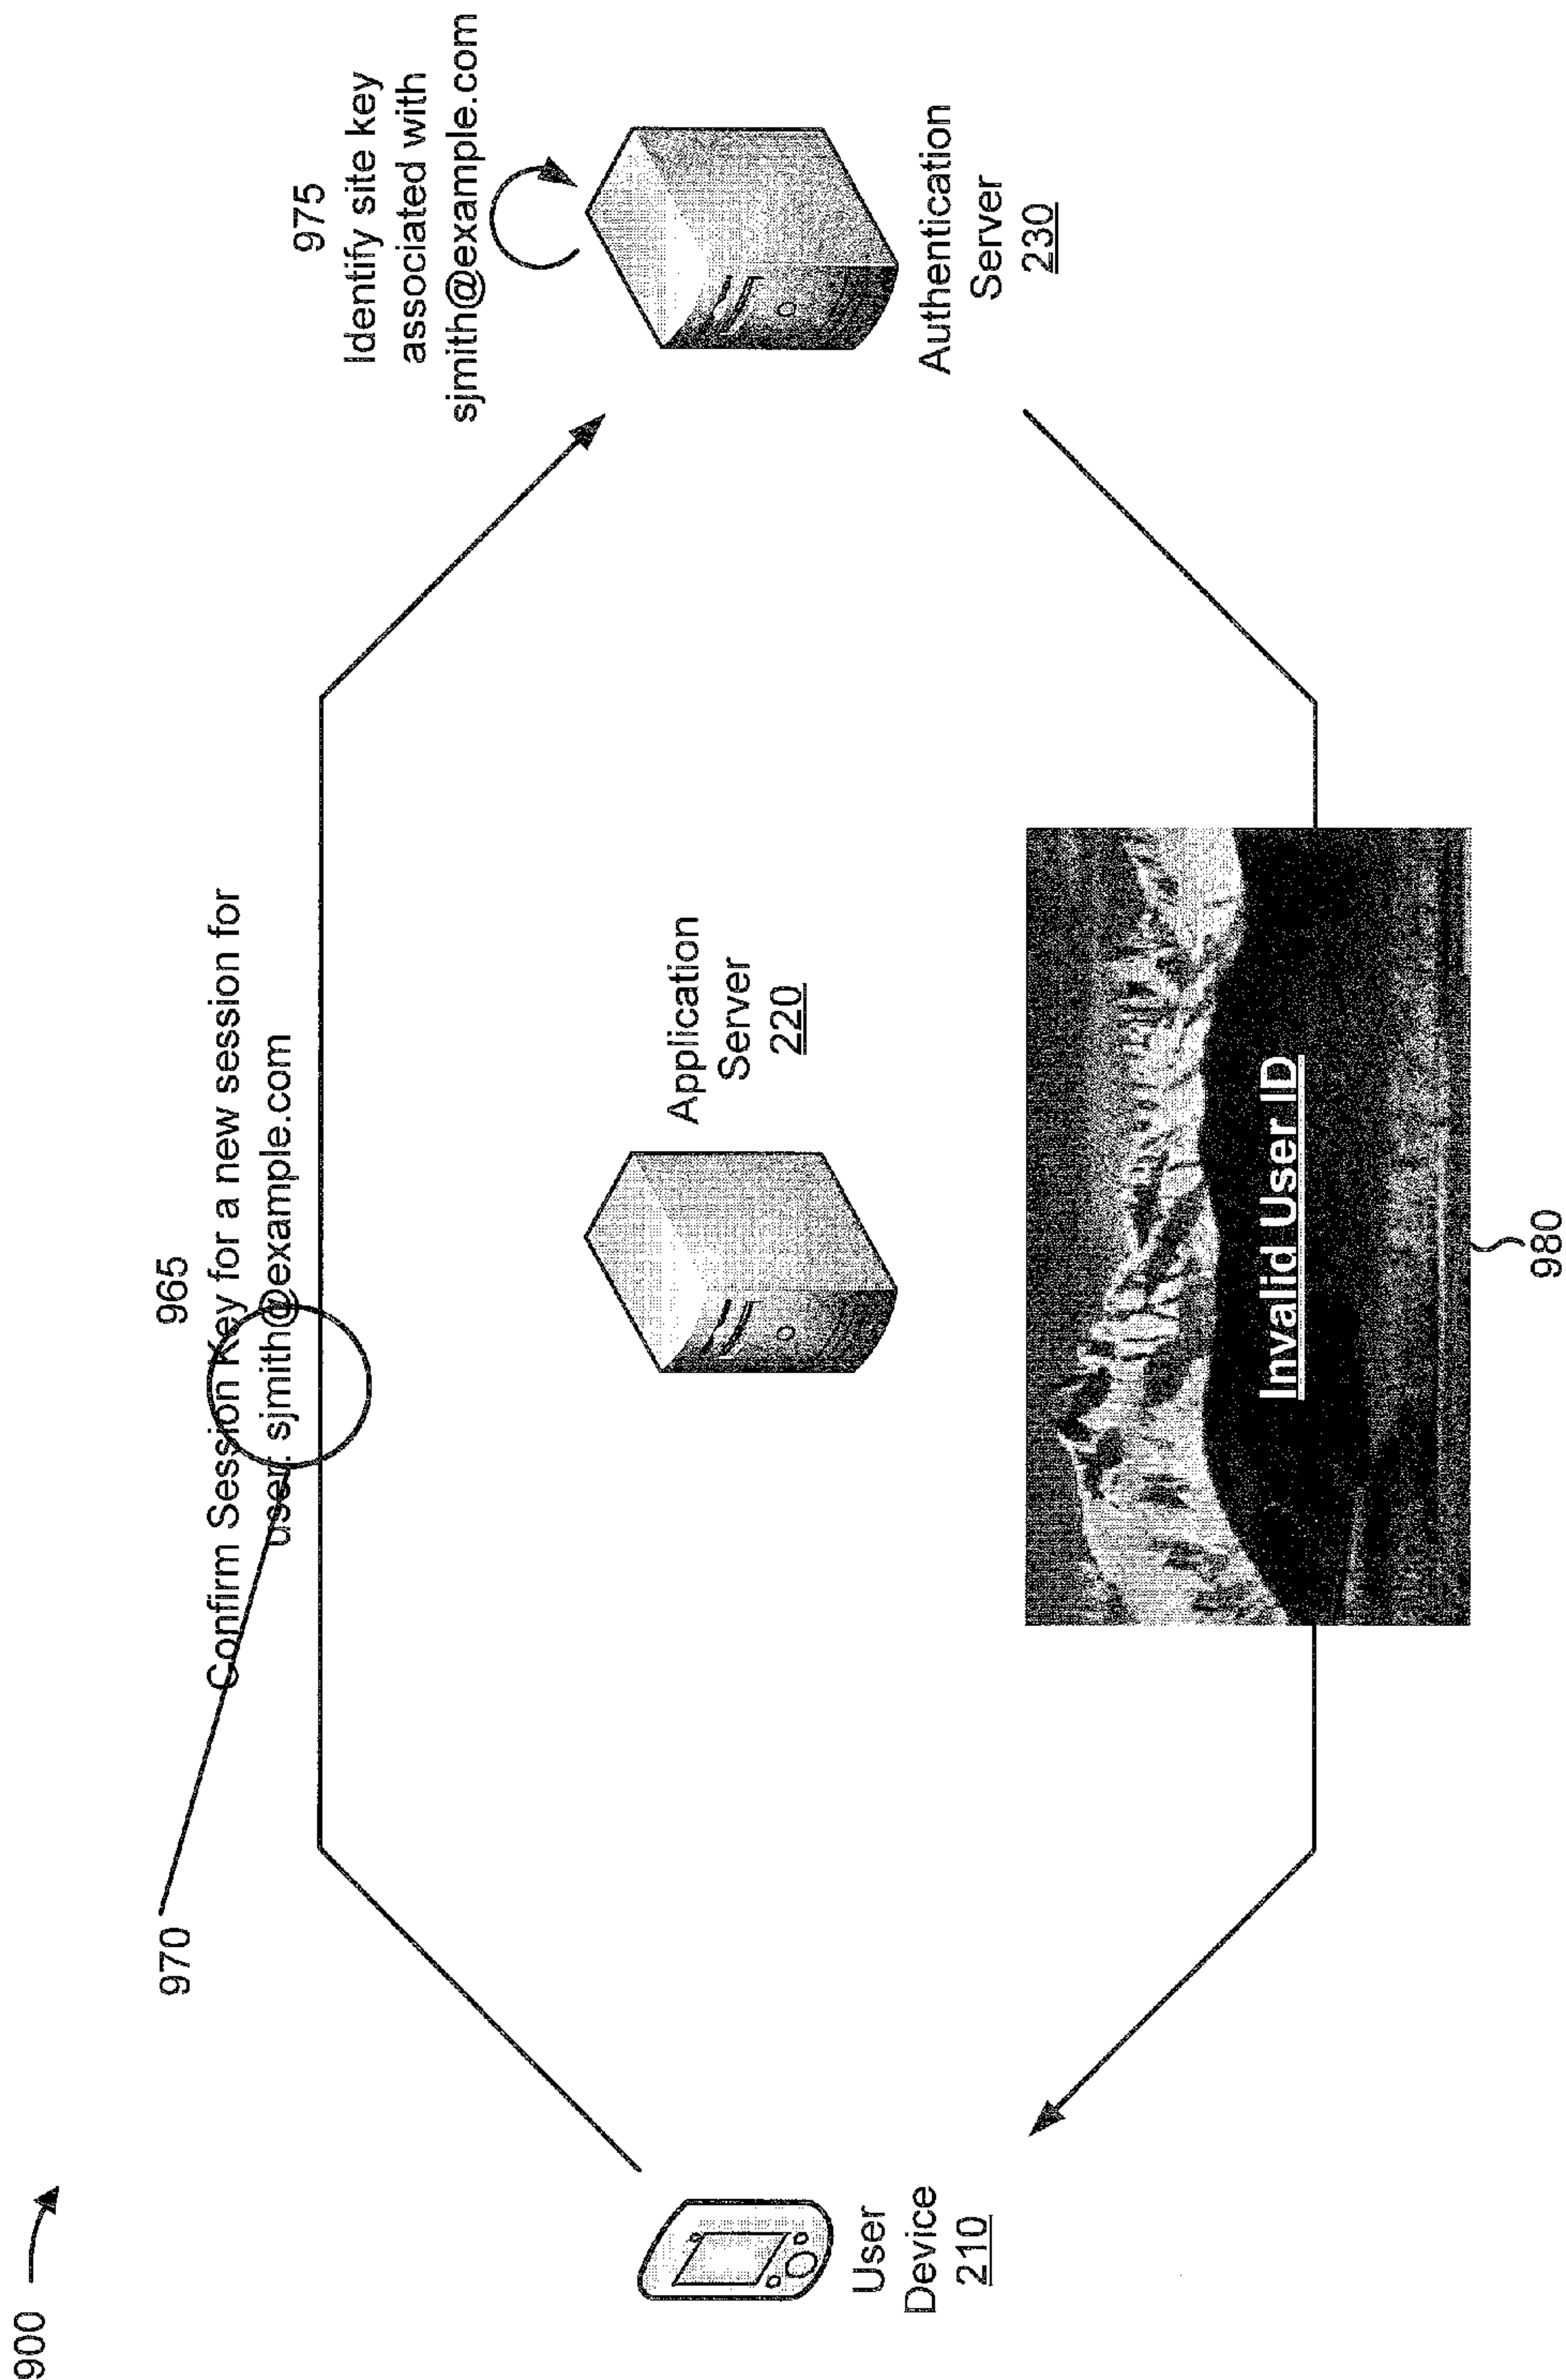 900
970
965
Confirm Session Key for a new session for
user: sjmith@example.com
975
Identify site key
associated with
sjmith@example.com
User
Device
210
Application
Server
220
Authentication
Server
230
Invalid User ID
980